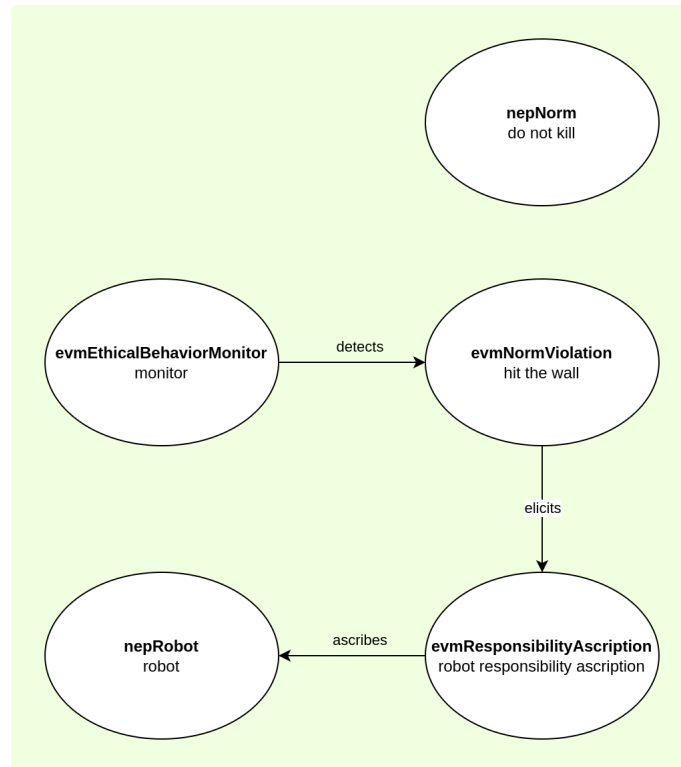 nepNorm
do not kill
evmEthicalBehaviorMonitor
monitor
detects
evmNormViolation
hit the wall
elicits
nepRobot
robot
ascribes
evmResponsibilityAscription
robot responsibility ascription